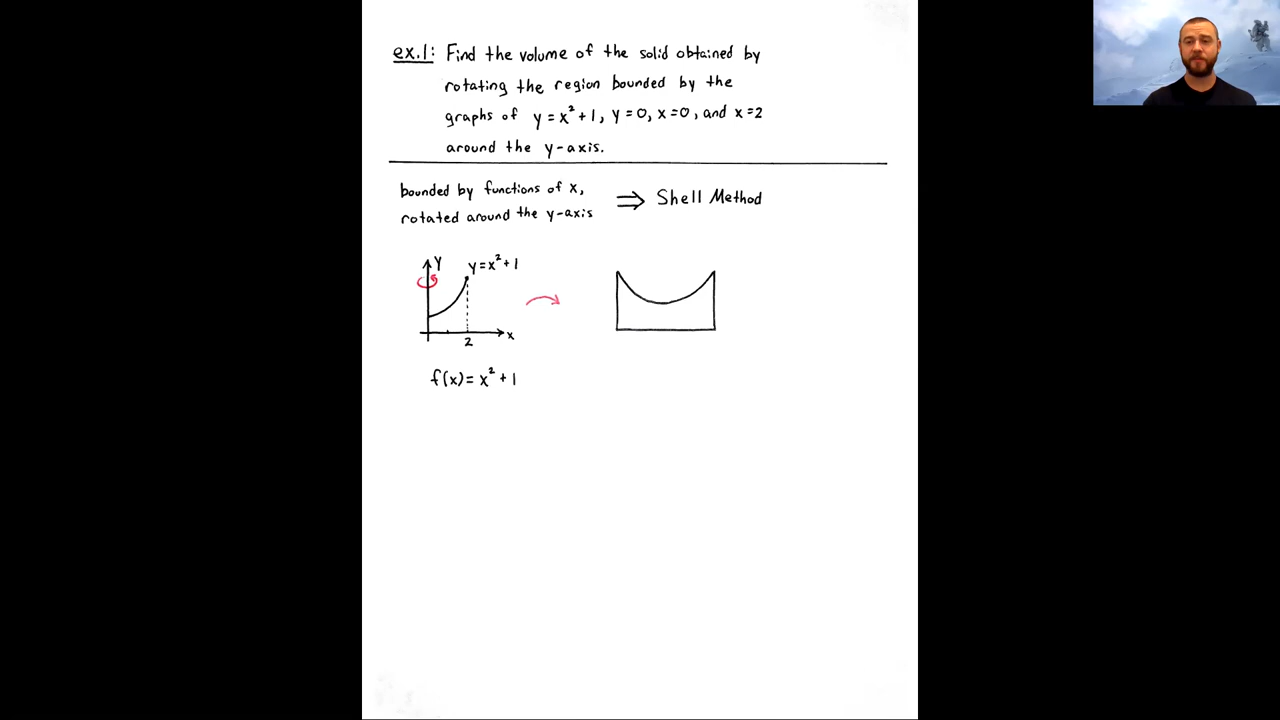 ex.1: Find the volume of the solid obtained by
rotating the region bounded by the
graphs of y = x² + 1, y = 0, x = 0, and x = 2
around the y-axis.
bounded by functions of x,
rotated around the y-axis
⇒ Shell Method
y
y = x² + 1
2
x
f(x) = x² + 1